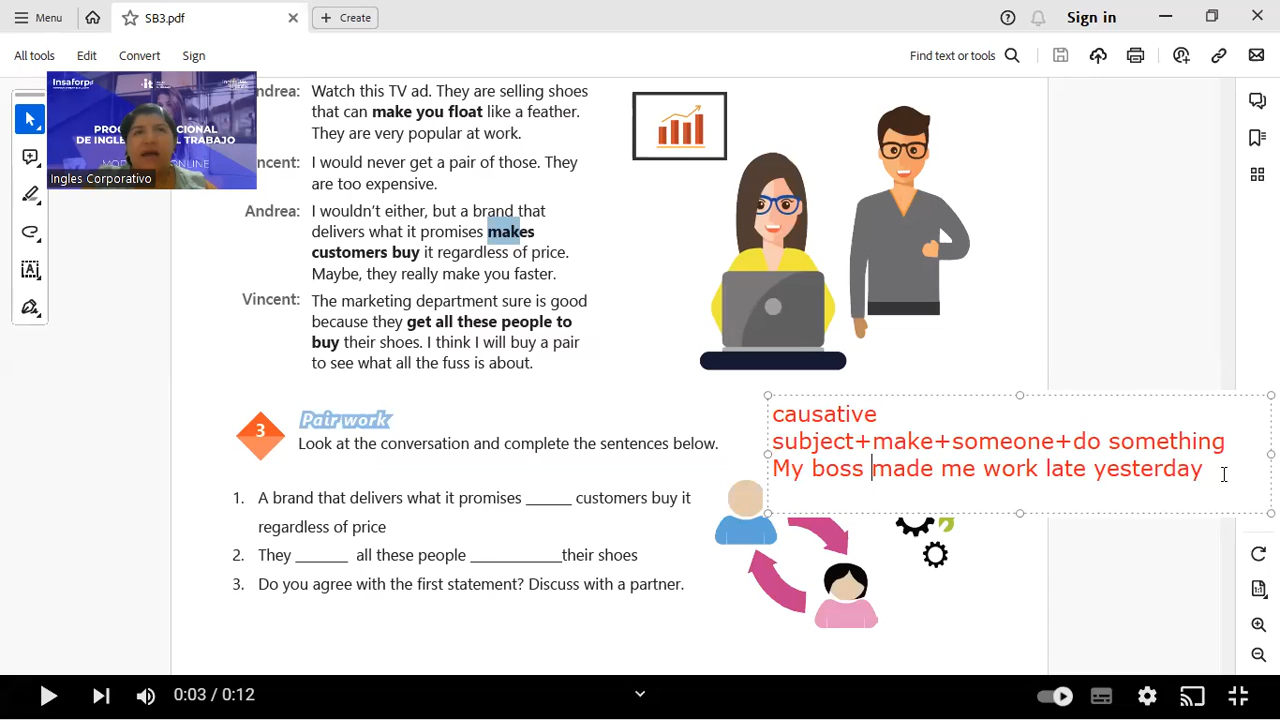 Menu
SB3.pdf
Create
Sign in
All tools
Edit
Convert
Sign
Find text or tools
Insaforp
it
DE INGLÉ
L TRABAJO
Ingles Corporativo
ndrea: Watch this TV ad. They are selling shoes
that can make you float like a feather.
They are very popular at work.
ncent: I would never get a pair of those. They
are too expensive.
Andrea: I wouldn't either, but a brand that
delivers what it promises makes
customers buy it regardless of price.
Maybe, they really make you faster.
Vincent: The marketing department sure is good
because they get all these people to
buy their shoes. I think I will buy a pair
to see what all the fuss is about.
causative
subject+make+someone+do something
My boss made me work late yesterday
3 Pair work
Look at the conversation and complete the sentences below.
1. A brand that delivers what it promises ______ customers buy it
regardless of price
2. They _______ all these people ____________their shoes
3. Do you agree with the first statement? Discuss with a partner.
0:03 / 0:12